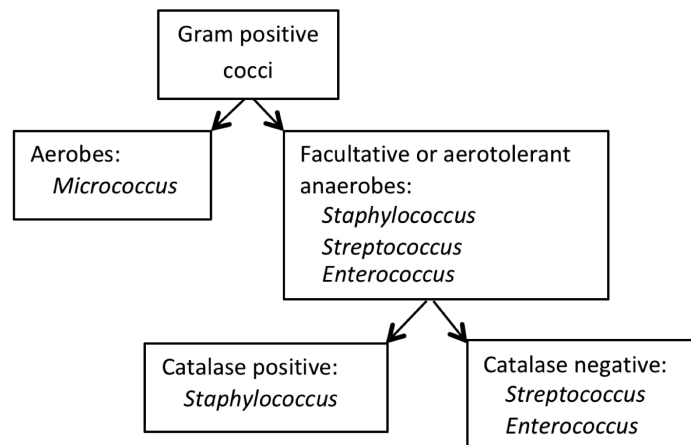 Gram positive
cocci
Aerobes:
Micrococcus
Facultative or aerotolerant
anaerobes:
Staphylococcus
Streptococcus
Enterococcus
Catalase positive:
Staphylococcus
Catalase negative:
Streptococcus
Enterococcus